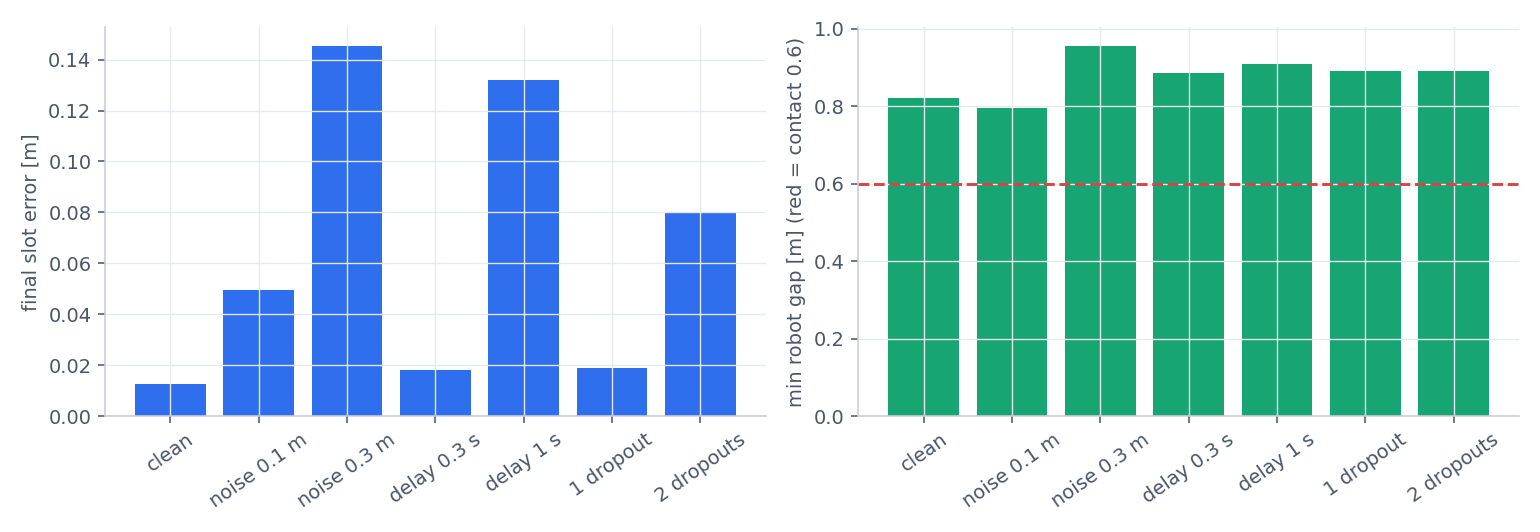 final slot error [m]
0.14
0.12
0.10
0.08
0.06
0.04
0.02
0.00
clean
noise 0.1 m
noise 0.3 m
delay 0.3 s
delay 1 s
1 dropout
2 dropouts
min robot gap [m] (red = contact 0.6)
1.0
0.8
0.6
0.4
0.2
0.0
clean
noise 0.1 m
noise 0.3 m
delay 0.3 s
delay 1 s
1 dropout
2 dropouts